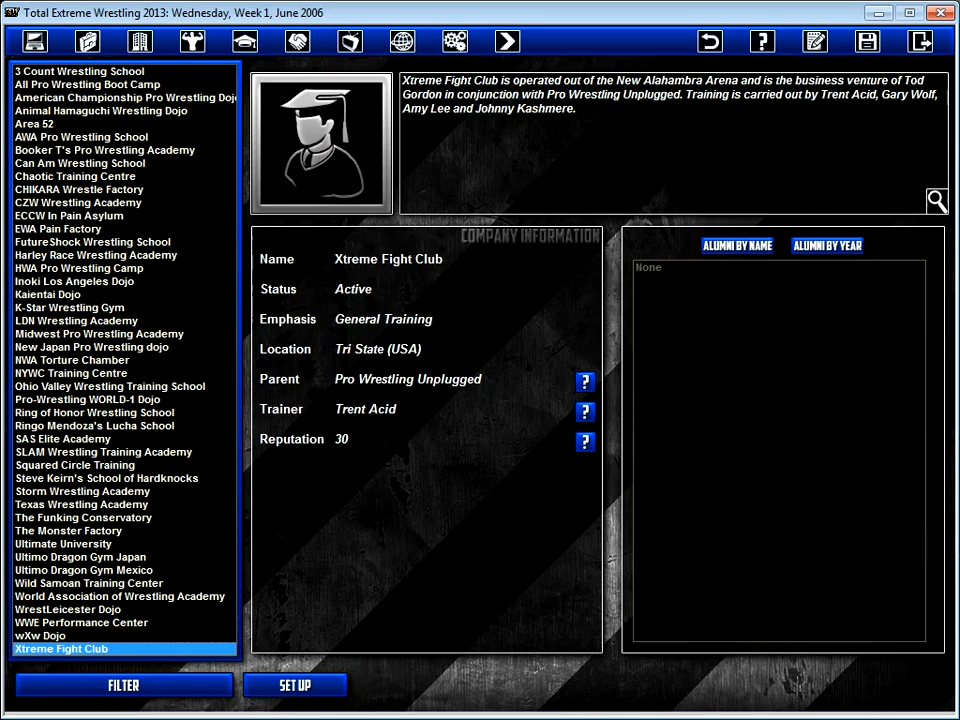 Total Extreme Wrestling 2013: Wednesday, Week 1, June 2006
3 Count Wrestling School
All Pro Wrestling Boot Camp
American Championship Pro Wrestling Dojo
Animal Hamaguchi Wrestling Dojo
Area 52
AWA Pro Wrestling School
Booker T's Pro Wrestling Academy
Can Am Wrestling School
Chaotic Training Centre
CHIKARA Wrestle Factory
CZW Wrestling Academy
ECCW In Pain Asylum
EWA Pain Factory
FutureShock Wrestling School
Harley Race Wrestling Academy
HWA Pro Wrestling Camp
Inoki Los Angeles Dojo
Kaientai Dojo
K-Star Wrestling Gym
LDN Wrestling Academy
Midwest Pro Wrestling Academy
New Japan Pro Wrestling dojo
NWA Torture Chamber
NYWC Training Centre
Ohio Valley Wrestling Training School
Pro-Wrestling WORLD-1 Dojo
Ring of Honor Wrestling School
Ringo Mendoza's Lucha School
SAS Elite Academy
SLAM Wrestling Training Academy
Squared Circle Training
Steve Keirn's School of Hardknocks
Storm Wrestling Academy
Texas Wrestling Academy
The Funking Conservatory
The Monster Factory
Ultimate University
Ultimo Dragon Gym Japan
Ultimo Dragon Gym Mexico
Wild Samoan Training Center
World Association of Wrestling Academy
WrestLeicester Dojo
WWE Performance Center
wXw Dojo
Xtreme Fight Club
FILTER
SET UP
Xtreme Fight Club is operated out of the New Alahambra Arena and is the business venture of Tod
Gordon in conjunction with Pro Wrestling Unplugged. Training is carried out by Trent Acid, Gary Wolf,
Amy Lee and Johnny Kashmere.
COMPANY INFORMATION
Name Xtreme Fight Club
Status Active
Emphasis General Training
Location Tri State (USA)
Parent Pro Wrestling Unplugged ?
Trainer Trent Acid ?
Reputation 30 ?
ALUMNI BY NAME ALUMNI BY YEAR
None